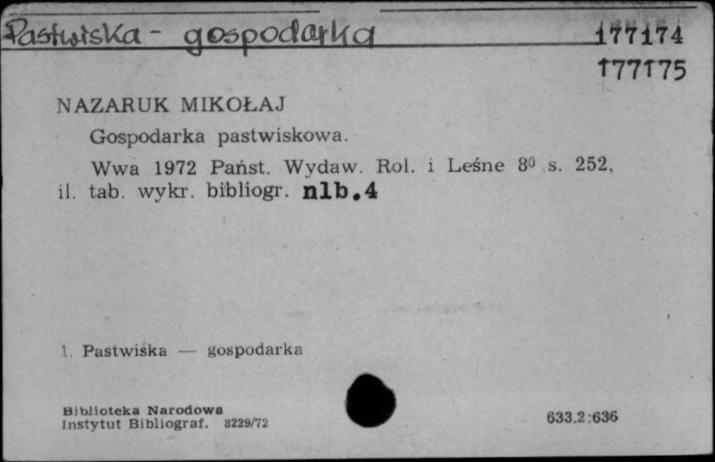 Pastwiska - gospodarka 177174
177175
NAZARUK MIKOŁAJ
Gospodarka pastwiskowa.
Wwa 1972 Państ. Wydaw. Rol. i Leśne 8⁰ s. 252,
il. tab. wykr. bibliogr. nlb.4
1. Pastwiska — gospodarka
Biblioteka Narodowa
Instytut Bibliograf. 8229/72 633.2:636